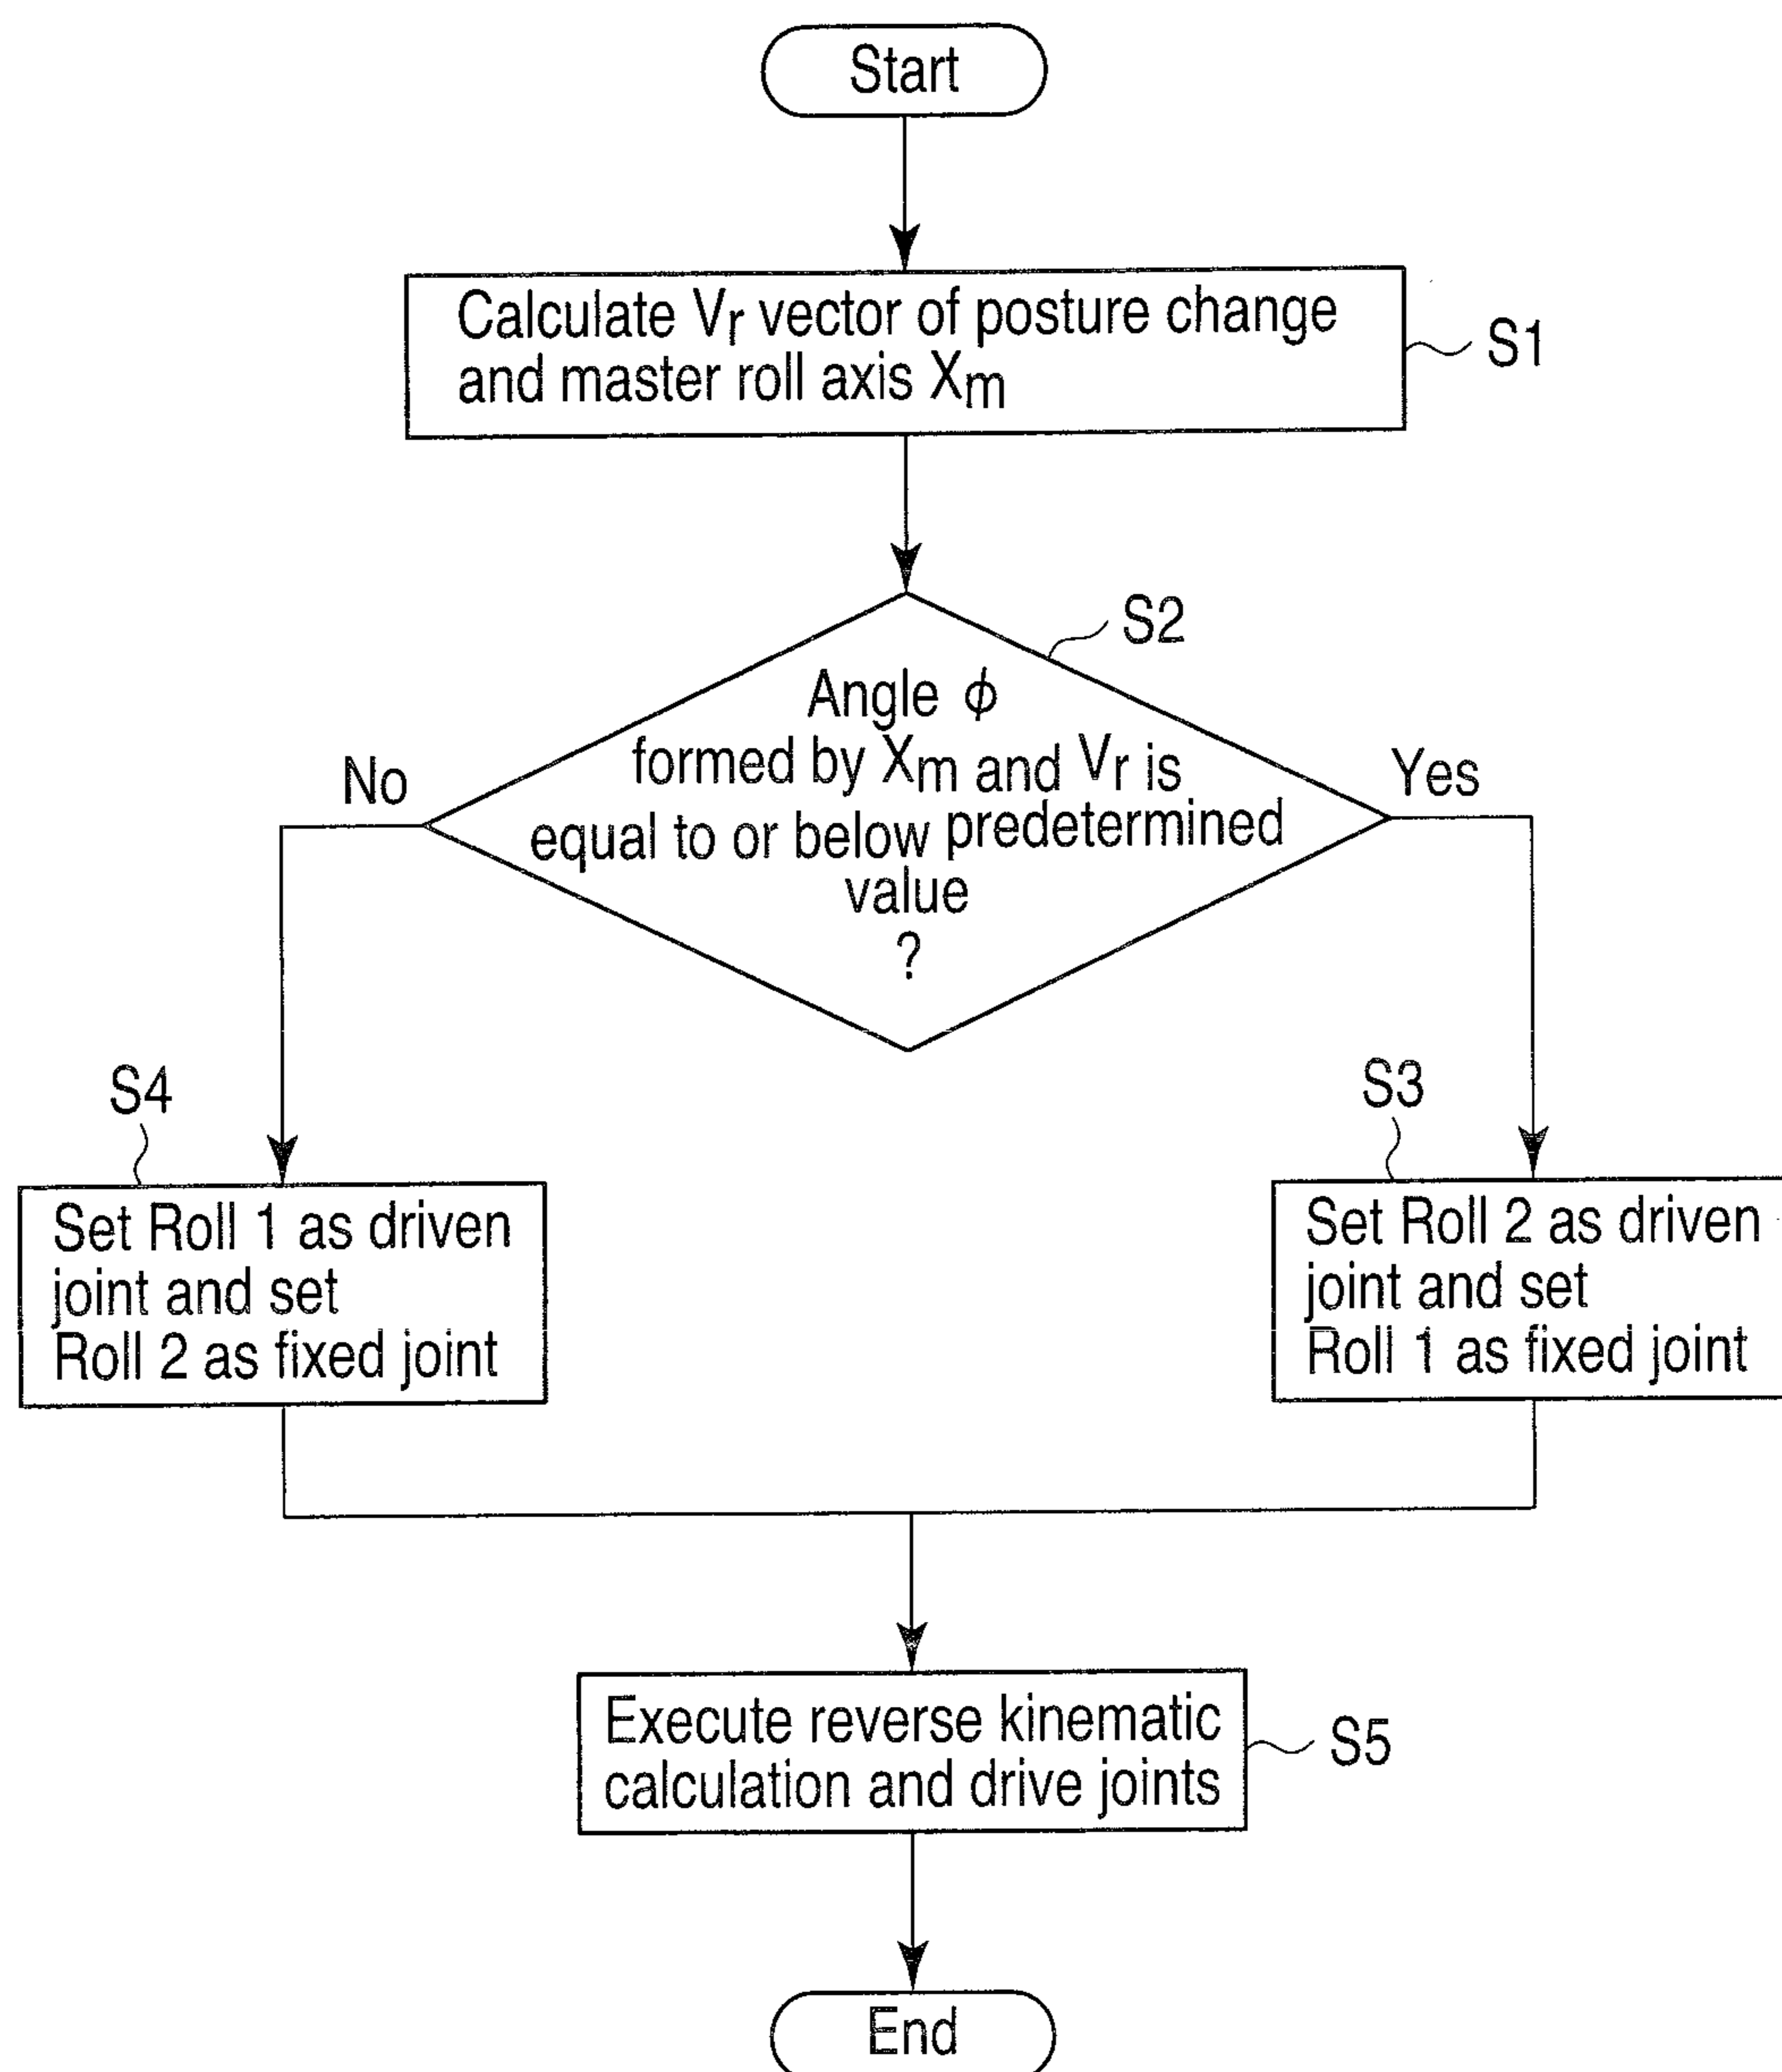 Start
Calculate Vr vector of posture change
and master roll axis Xm
S1
S2
Angle ϕ
formed by Xm and Vr is
equal to or below predetermined
value
?
No
Yes
S4
S3
Set Roll 1 as driven
joint and set
Roll 2 as fixed joint
Set Roll 2 as driven
joint and set
Roll 1 as fixed joint
Execute reverse kinematic
calculation and drive joints
S5
End